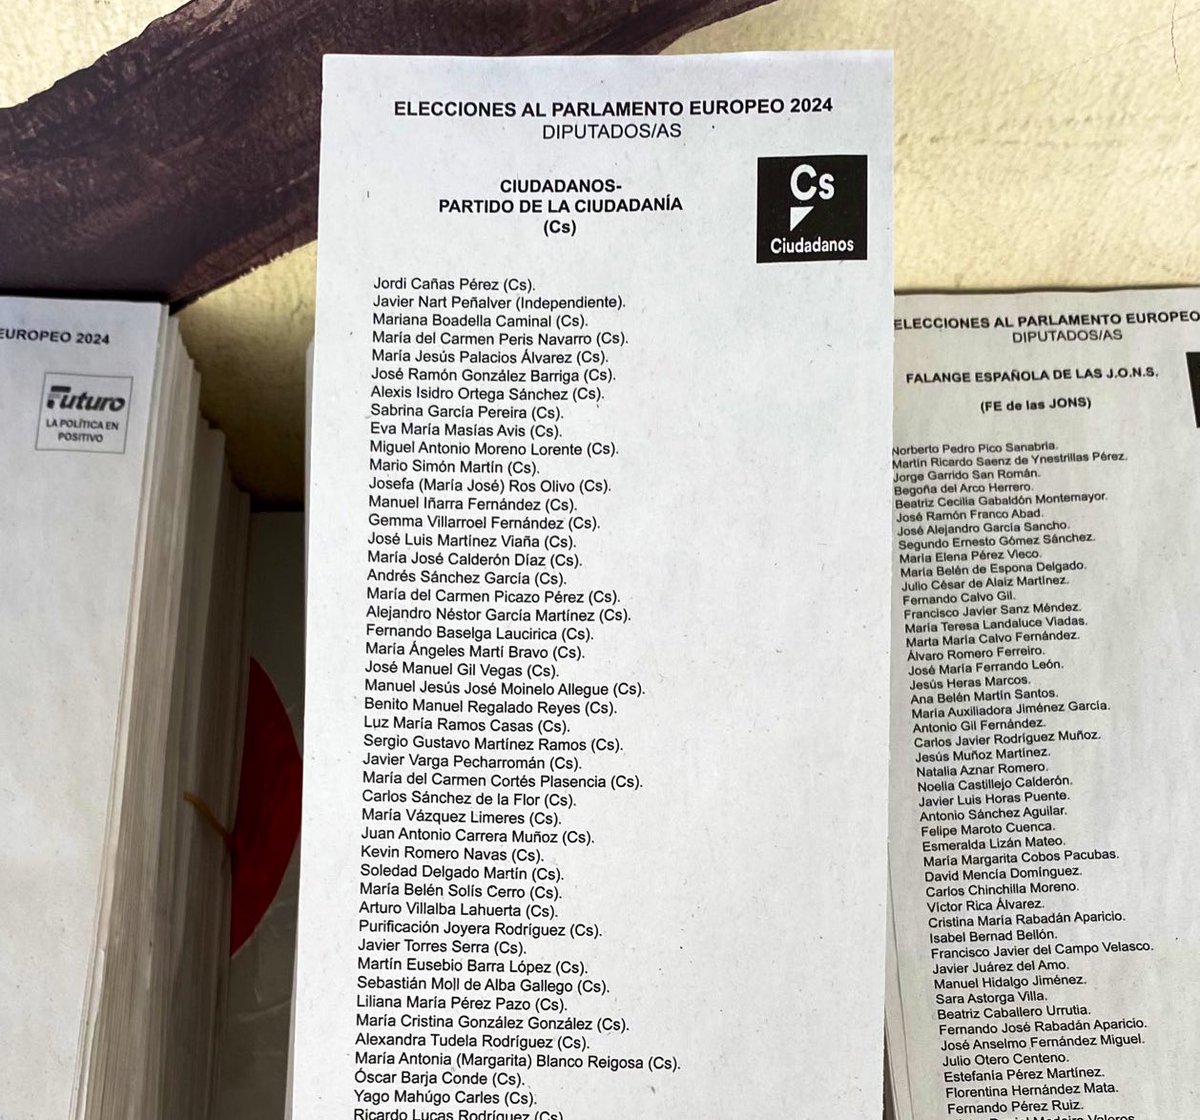 EUROPEO 2024
Futuro
LA POLÍTICA EN
POSITIVO
ELECCIONES AL PARLAMENTO EUROPEO 2024
DIPUTADOS/AS
CIUDADANOS-
PARTIDO DE LA CIUDADANÍA
(Cs)
Cs
Ciudadanos
Jordi Cañas Pérez (Cs).
Javier Nart Peñalver (Independiente).
Mariana Boadella Caminal (Cs).
María del Carmen Peris Navarro (Cs).
María Jesús Palacios Álvarez (Cs).
José Ramón González Barriga (Cs).
Alexis Isidro Ortega Sánchez (Cs).
Sabrina García Pereira (Cs).
Eva María Masías Avis (Cs).
Miguel Antonio Moreno Lorente (Cs).
Mario Simón Martín (Cs).
Josefa (María José) Ros Olivo (Cs).
Manuel Iñarra Fernández (Cs).
Gemma Villarroel Fernández (Cs).
José Luis Martínez Viaña (Cs).
María José Calderón Díaz (Cs).
Andrés Sánchez García (Cs).
María del Carmen Picazo Pérez (Cs).
Alejandro Néstor García Martínez (Cs).
Fernando Baselga Laucirica (Cs).
María Ángeles Martí Bravo (Cs).
José Manuel Gil Vegas (Cs).
Manuel Jesús José Moinelo Allegue (Cs).
Benito Manuel Regalado Reyes (Cs).
Luz María Ramos Casas (Cs).
Sergio Gustavo Martínez Ramos (Cs).
Javier Varga Pecharromán (Cs).
María del Carmen Cortés Plasencia (Cs).
Carlos Sánchez de la Flor (Cs).
María Vázquez Limeres (Cs).
Juan Antonio Carrera Muñoz (Cs).
Kevin Romero Navas (Cs).
Soledad Delgado Martín (Cs).
María Belén Solís Cerro (Cs).
Arturo Villalba Lahuerta (Cs).
Purificación Joyera Rodríguez (Cs).
Javier Torres Serra (Cs).
Martín Eusebio Barra López (Cs).
Sebastián Moll de Alba Gallego (Cs).
Liliana María Pérez Pazo (Cs).
María Cristina González González (Cs).
Alexandra Tudela Rodríguez (Cs).
María Antonia (Margarita) Blanco Reigosa (Cs).
Óscar Barja Conde (Cs).
Yago Mahúgo Carles (Cs).
Ricardo Lucas Rodríguez (Cs)
ELECCIONES AL PARLAMENTO EUROPEO
DIPUTADOS/AS
FALANGE ESPAÑOLA DE LAS J.O.N.S.
(FE de las JONS)
Norberto Pedro Pico Sanabria.
Martín Ricardo Saenz de Ynestrillas Pérez.
Jorge Garrido San Román.
Begoña del Arco Herrero.
Beatriz Cecilia Gabaldón Montemayor.
José Ramón Franco Abad.
José Alejandro García Sancho.
Segundo Ernesto Gómez Sánchez.
María Elena Pérez Vieco.
María Belén de Espona Delgado.
Julio César de Alaiz Martínez.
Fernando Calvo Gil.
Francisco Javier Sanz Méndez.
María Teresa Landaluce Viadas.
Marta María Calvo Fernández.
Álvaro Romero Ferreiro.
José María Ferrando León.
Jesús Heras Marcos.
Ana Belén Martín Santos.
María Auxiliadora Jiménez García.
Antonio Gil Fernández.
Carlos Javier Rodríguez Muñoz.
Jesús Muñoz Martínez.
Natalia Aznar Romero.
Noelia Castillejo Calderón.
Javier Luis Horas Puente.
Antonio Sánchez Aguilar.
Felipe Maroto Cuenca.
Esmeralda Lizán Mateo.
María Margarita Cobos Pacubas.
David Mencía Domínguez.
Carlos Chinchilla Moreno.
Víctor Rica Álvarez.
Cristina María Rabadán Aparicio.
Isabel Bernad Bellón.
Francisco Javier del Campo Velasco.
Javier Juárez del Amo.
Manuel Hidalgo Jiménez.
Sara Astorga Villa.
Beatriz Caballero Urrutia.
Fernando José Rabadán Aparicio.
José Anselmo Fernández Miguel.
Julio Otero Centeno.
Estefanía Pérez Martínez.
Florentina Hernández Mata.
Fernando Pérez Ruiz.